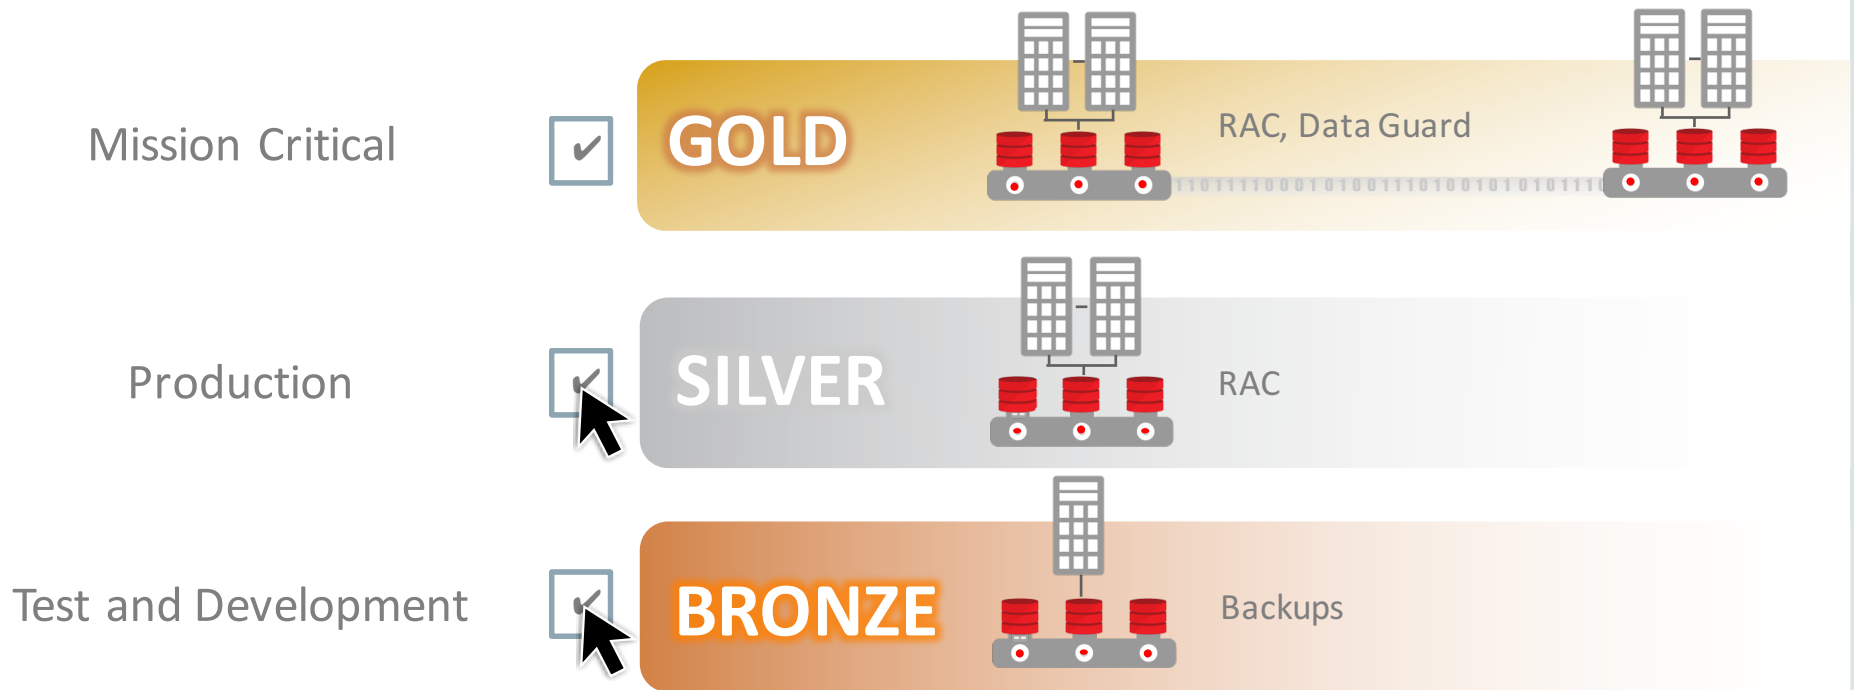 Mission Critical
GOLD
RAC, Data Guard
Production
SILVER
RAC
Test and Development
BRONZE
Backups